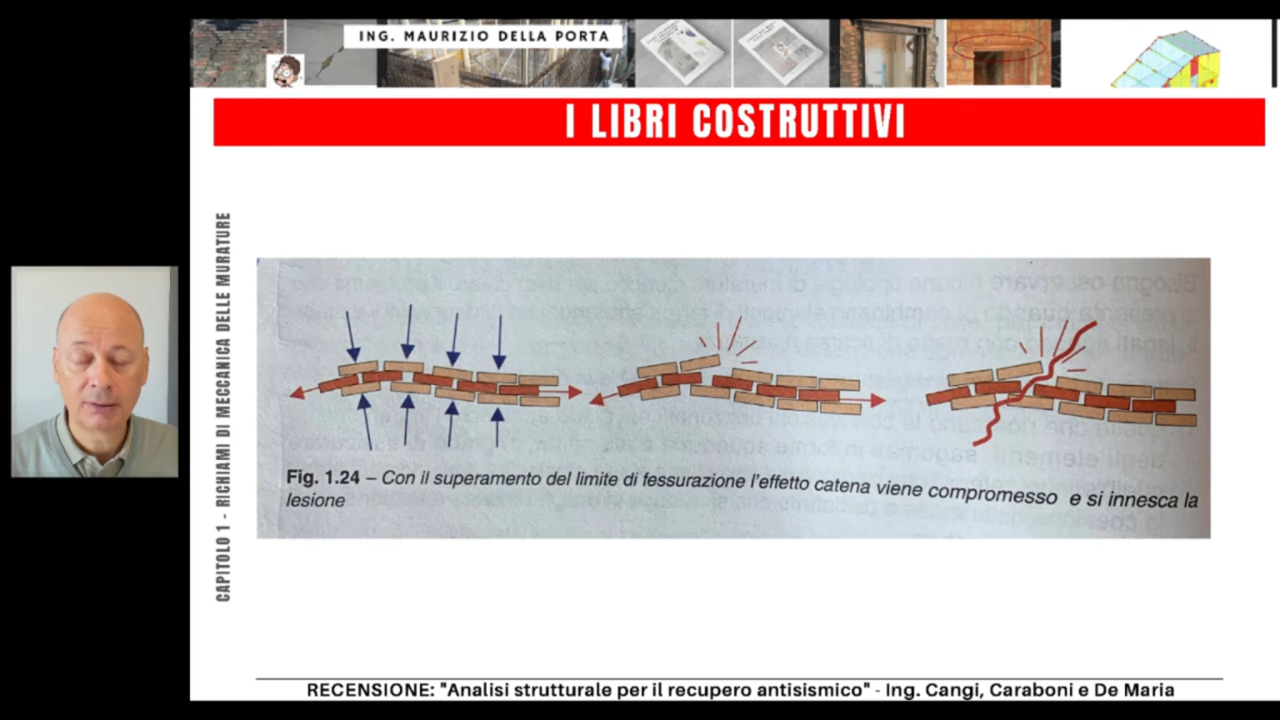 ING. MAURIZIO DELLA PORTA
I LIBRI COSTRUTTIVI
CAPITOLO 1 - RICHIAMI DI MECCANICA DELLE MURATURE
Fig. 1.24 – Con il superamento del limite di fessurazione l'effetto catena viene compromesso e si innesca la
lesione
RECENSIONE: "Analisi strutturale per il recupero antisismico" - Ing. Cangi, Caraboni e De Maria